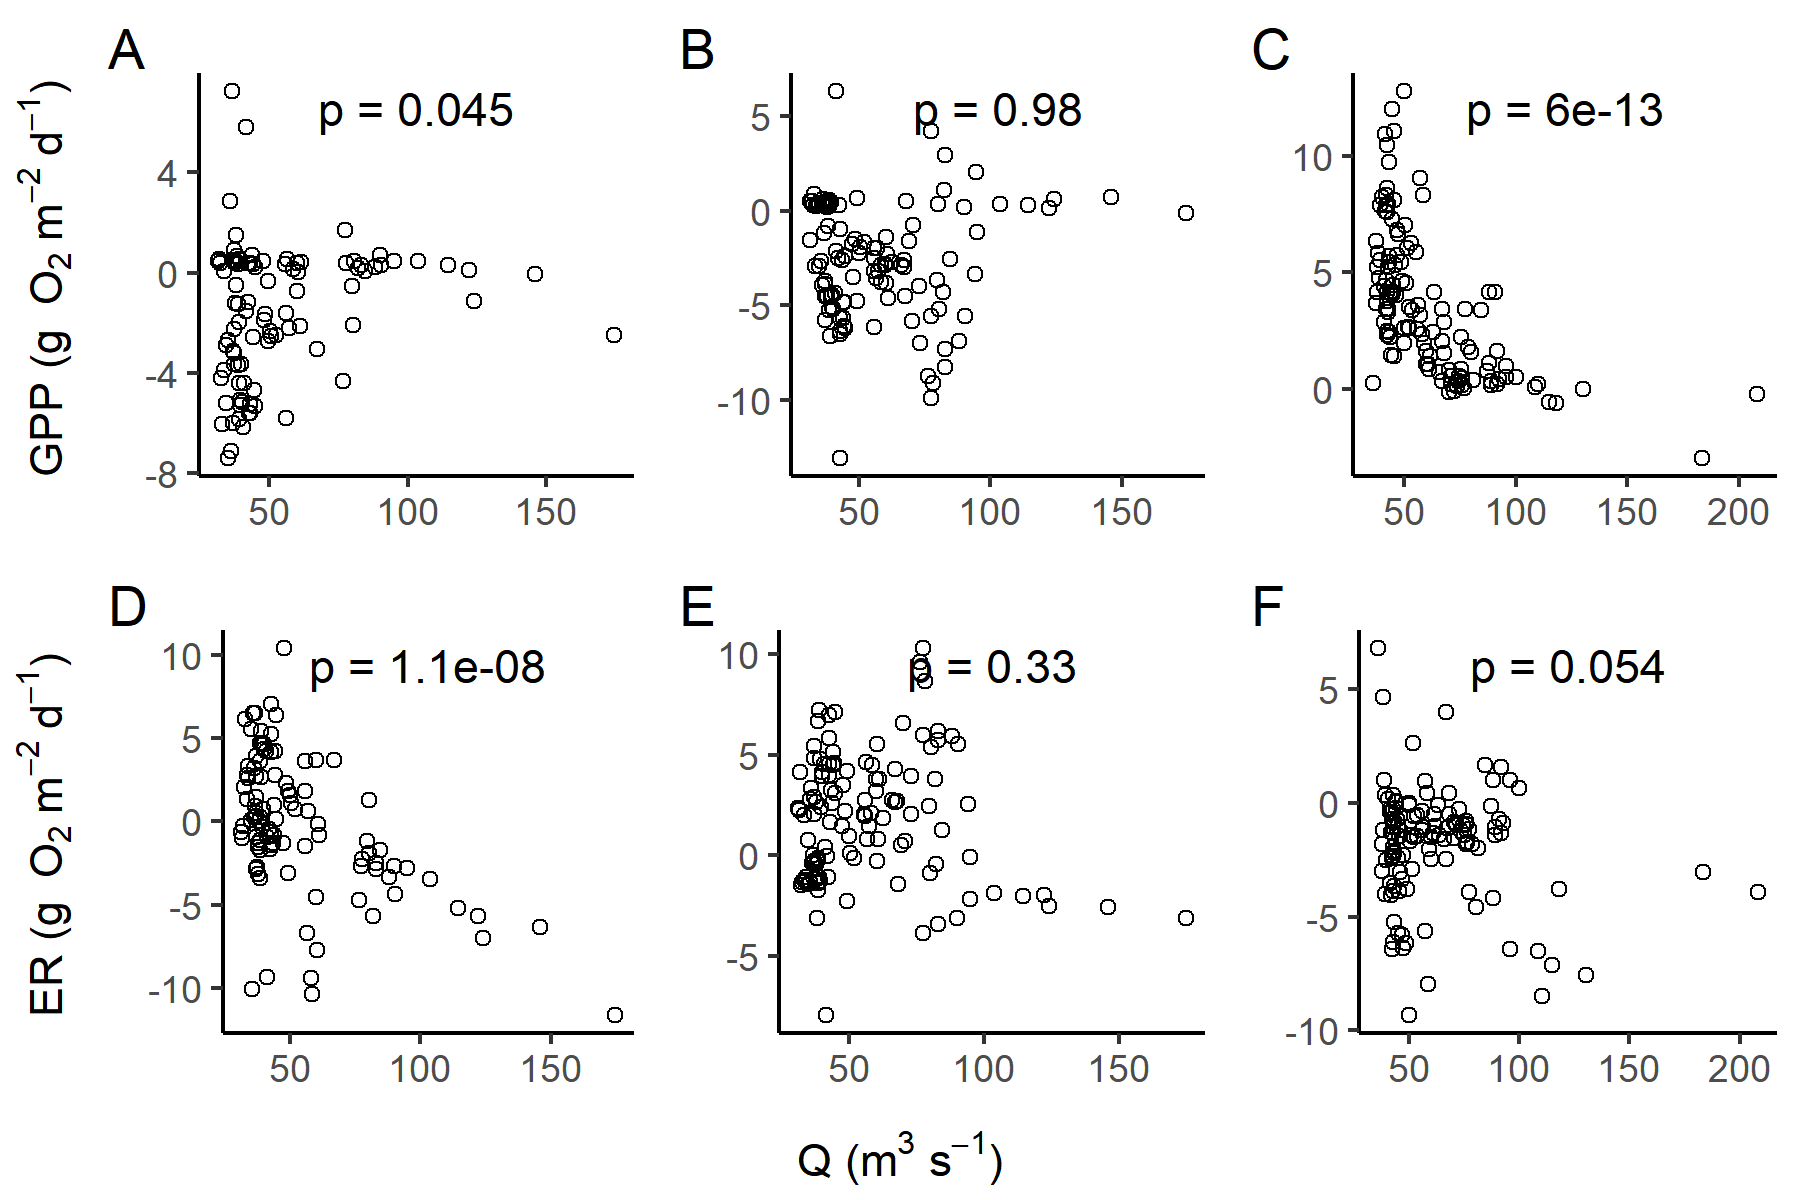 A
B
C
GPP (g O₂ m⁻² d⁻¹)
p = 0.045
p = 0.98
p = 6e-13
4
0
-4
-8
50 100 150
5
0
-5
-10
50 100 150
10
5
0
50 100 150 200
D
E
F
ER (g O₂ m⁻² d⁻¹)
p = 1.1e-08
p = 0.33
p = 0.054
10
5
0
-5
-10
50 100 150
10
5
0
-5
50 100 150
5
0
-5
-10
50 100 150 200
Q (m³ s⁻¹)